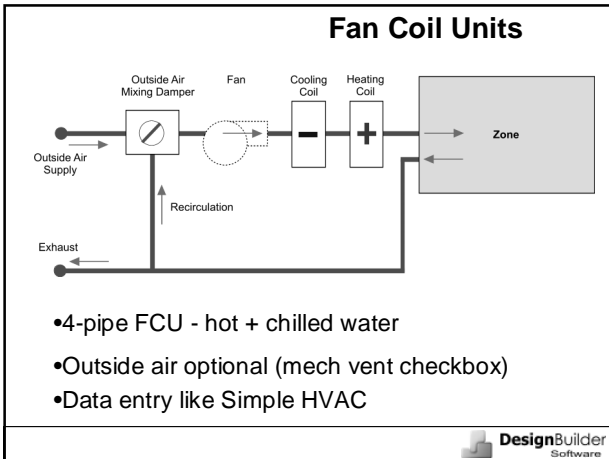 Fan Coil Units
Outside Air
Mixing Damper
Fan
Cooling
Coil
Heating
Coil
Zone
Outside Air
Supply
Recirculation
Exhaust
•4-pipe FCU - hot + chilled water
•Outside air optional (mech vent checkbox)
•Data entry like Simple HVAC
DesignBuilder
Software